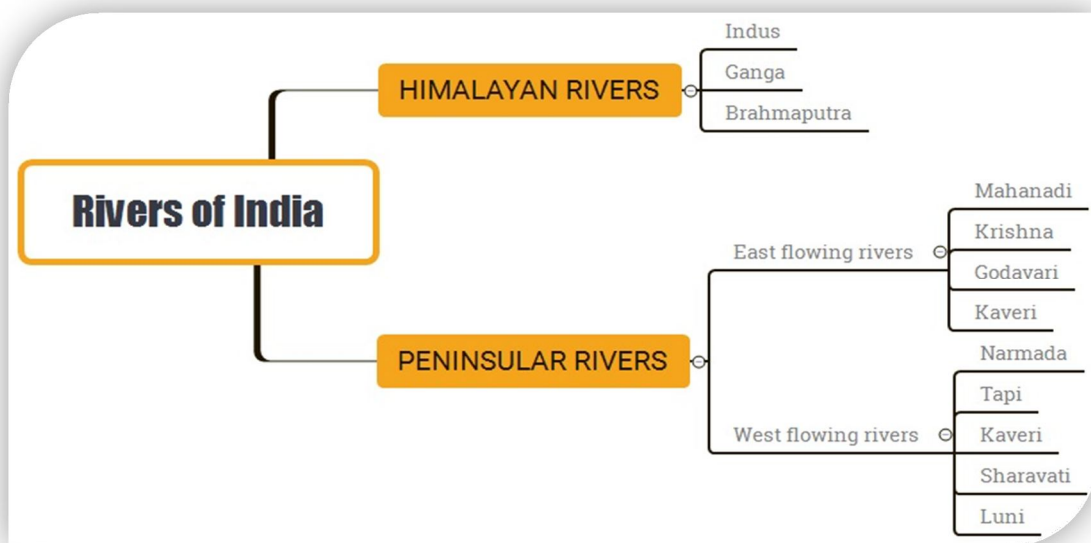 Rivers of India
HIMALAYAN RIVERS
Indus
Ganga
Brahmaputra
PENINSULAR RIVERS
East flowing rivers
Mahanadi
Krishna
Godavari
Kaveri
West flowing rivers
Narmada
Tapi
Kaveri
Sharavati
Luni